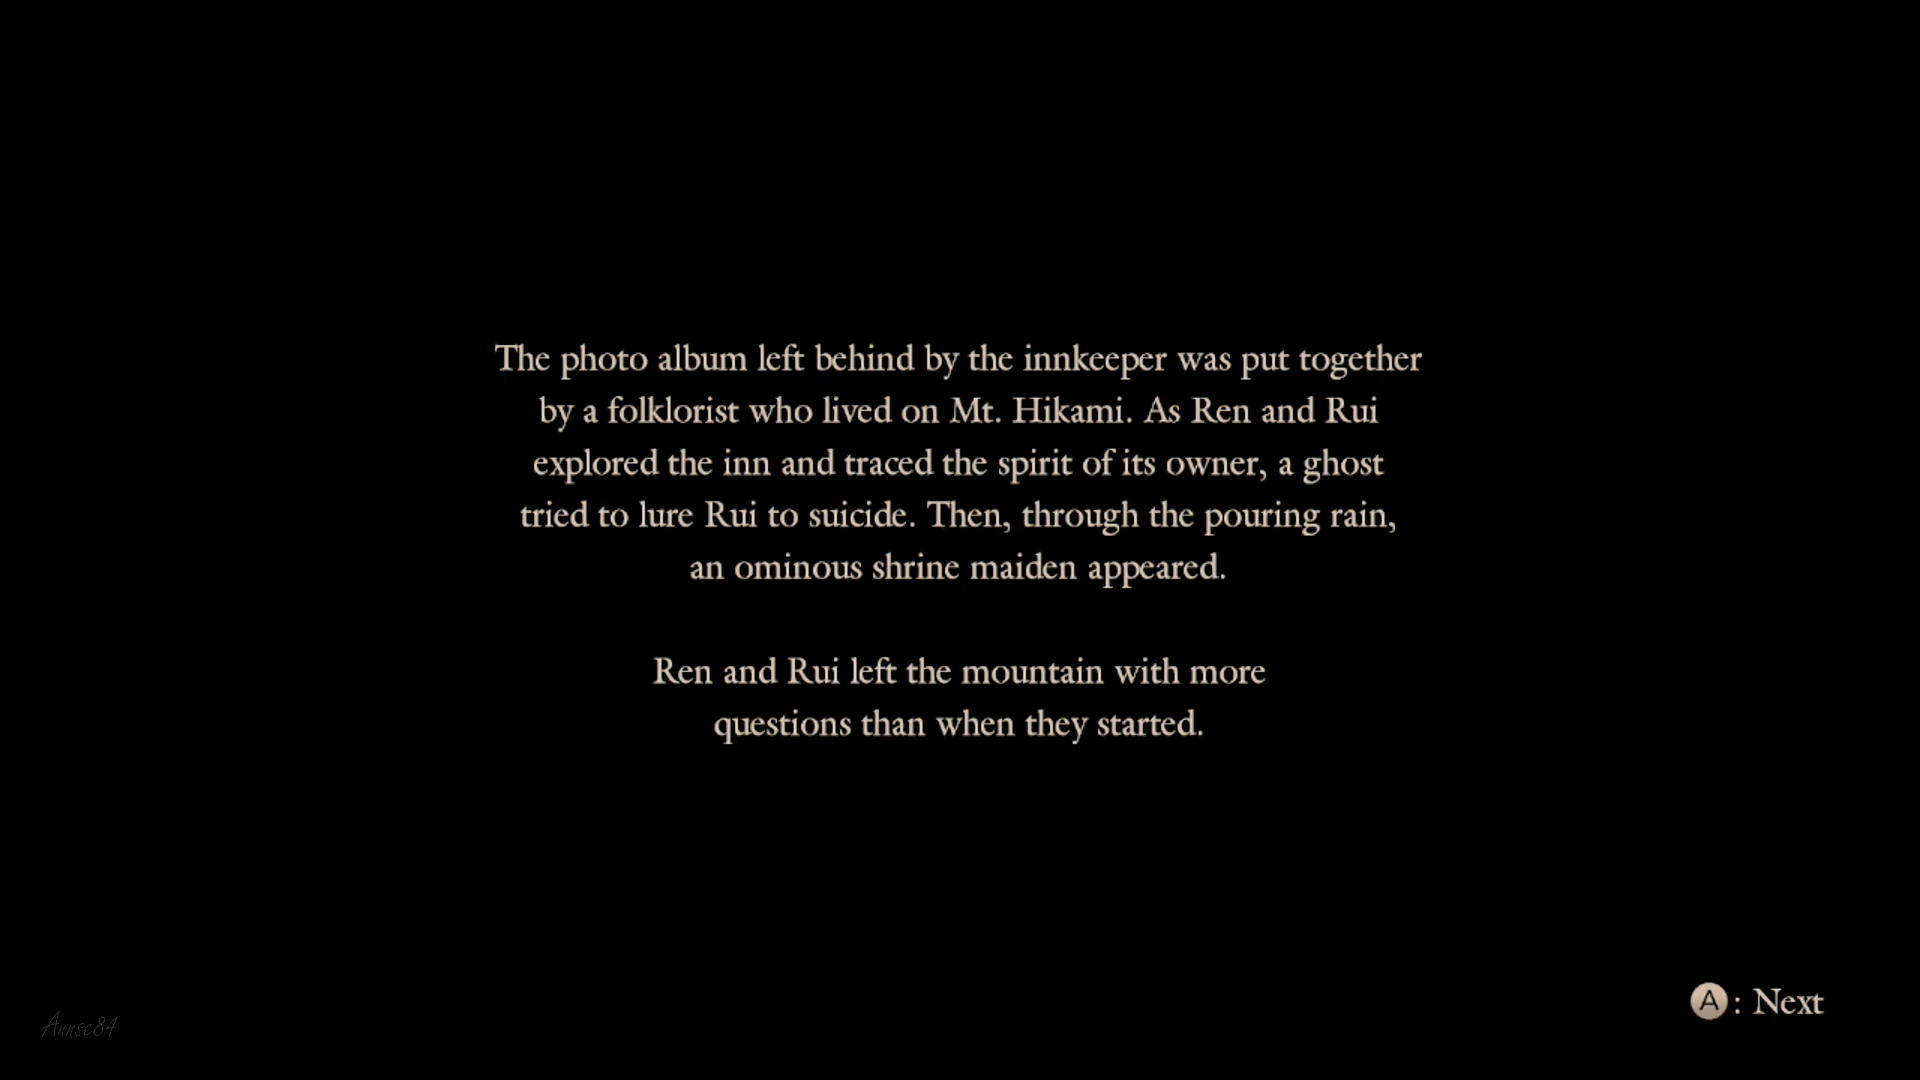 The photo album left behind by the innkeeper was put together
by a folklorist who lived on Mt. Hikami. As Ren and Rui
explored the inn and traced the spirit of its owner, a ghost
tried to lure Rui to suicide. Then, through the pouring rain,
an ominous shrine maiden appeared.
Ren and Rui left the mountain with more
questions than when they started.
A : Next
Annse84